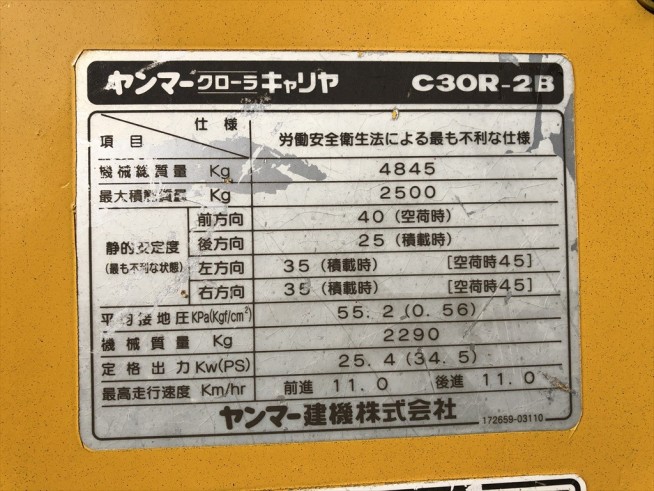 ヤンマークローラキャリヤ C30R-2B
仕様
項目 労働安全衛生法による最も不利な仕様
機械総質量 Kg 4845
最大積載質量 Kg 2500
静的安定度 (最も不利な状態)
前方向 40 (空荷時)
後方向 25 (積載時)
左方向 35 (積載時) [空荷時45]
右方向 35 (積載時) [空荷時45]
平均接地圧 KPa(Kgf/cm²) 55.2 (0.56)
機械質量 Kg 2290
定格出力 Kw(PS) 25.4 (34.5)
最高走行速度 Km/hr 前進 11.0 後進 11.0
ヤンマー建機株式会社 172659-03110